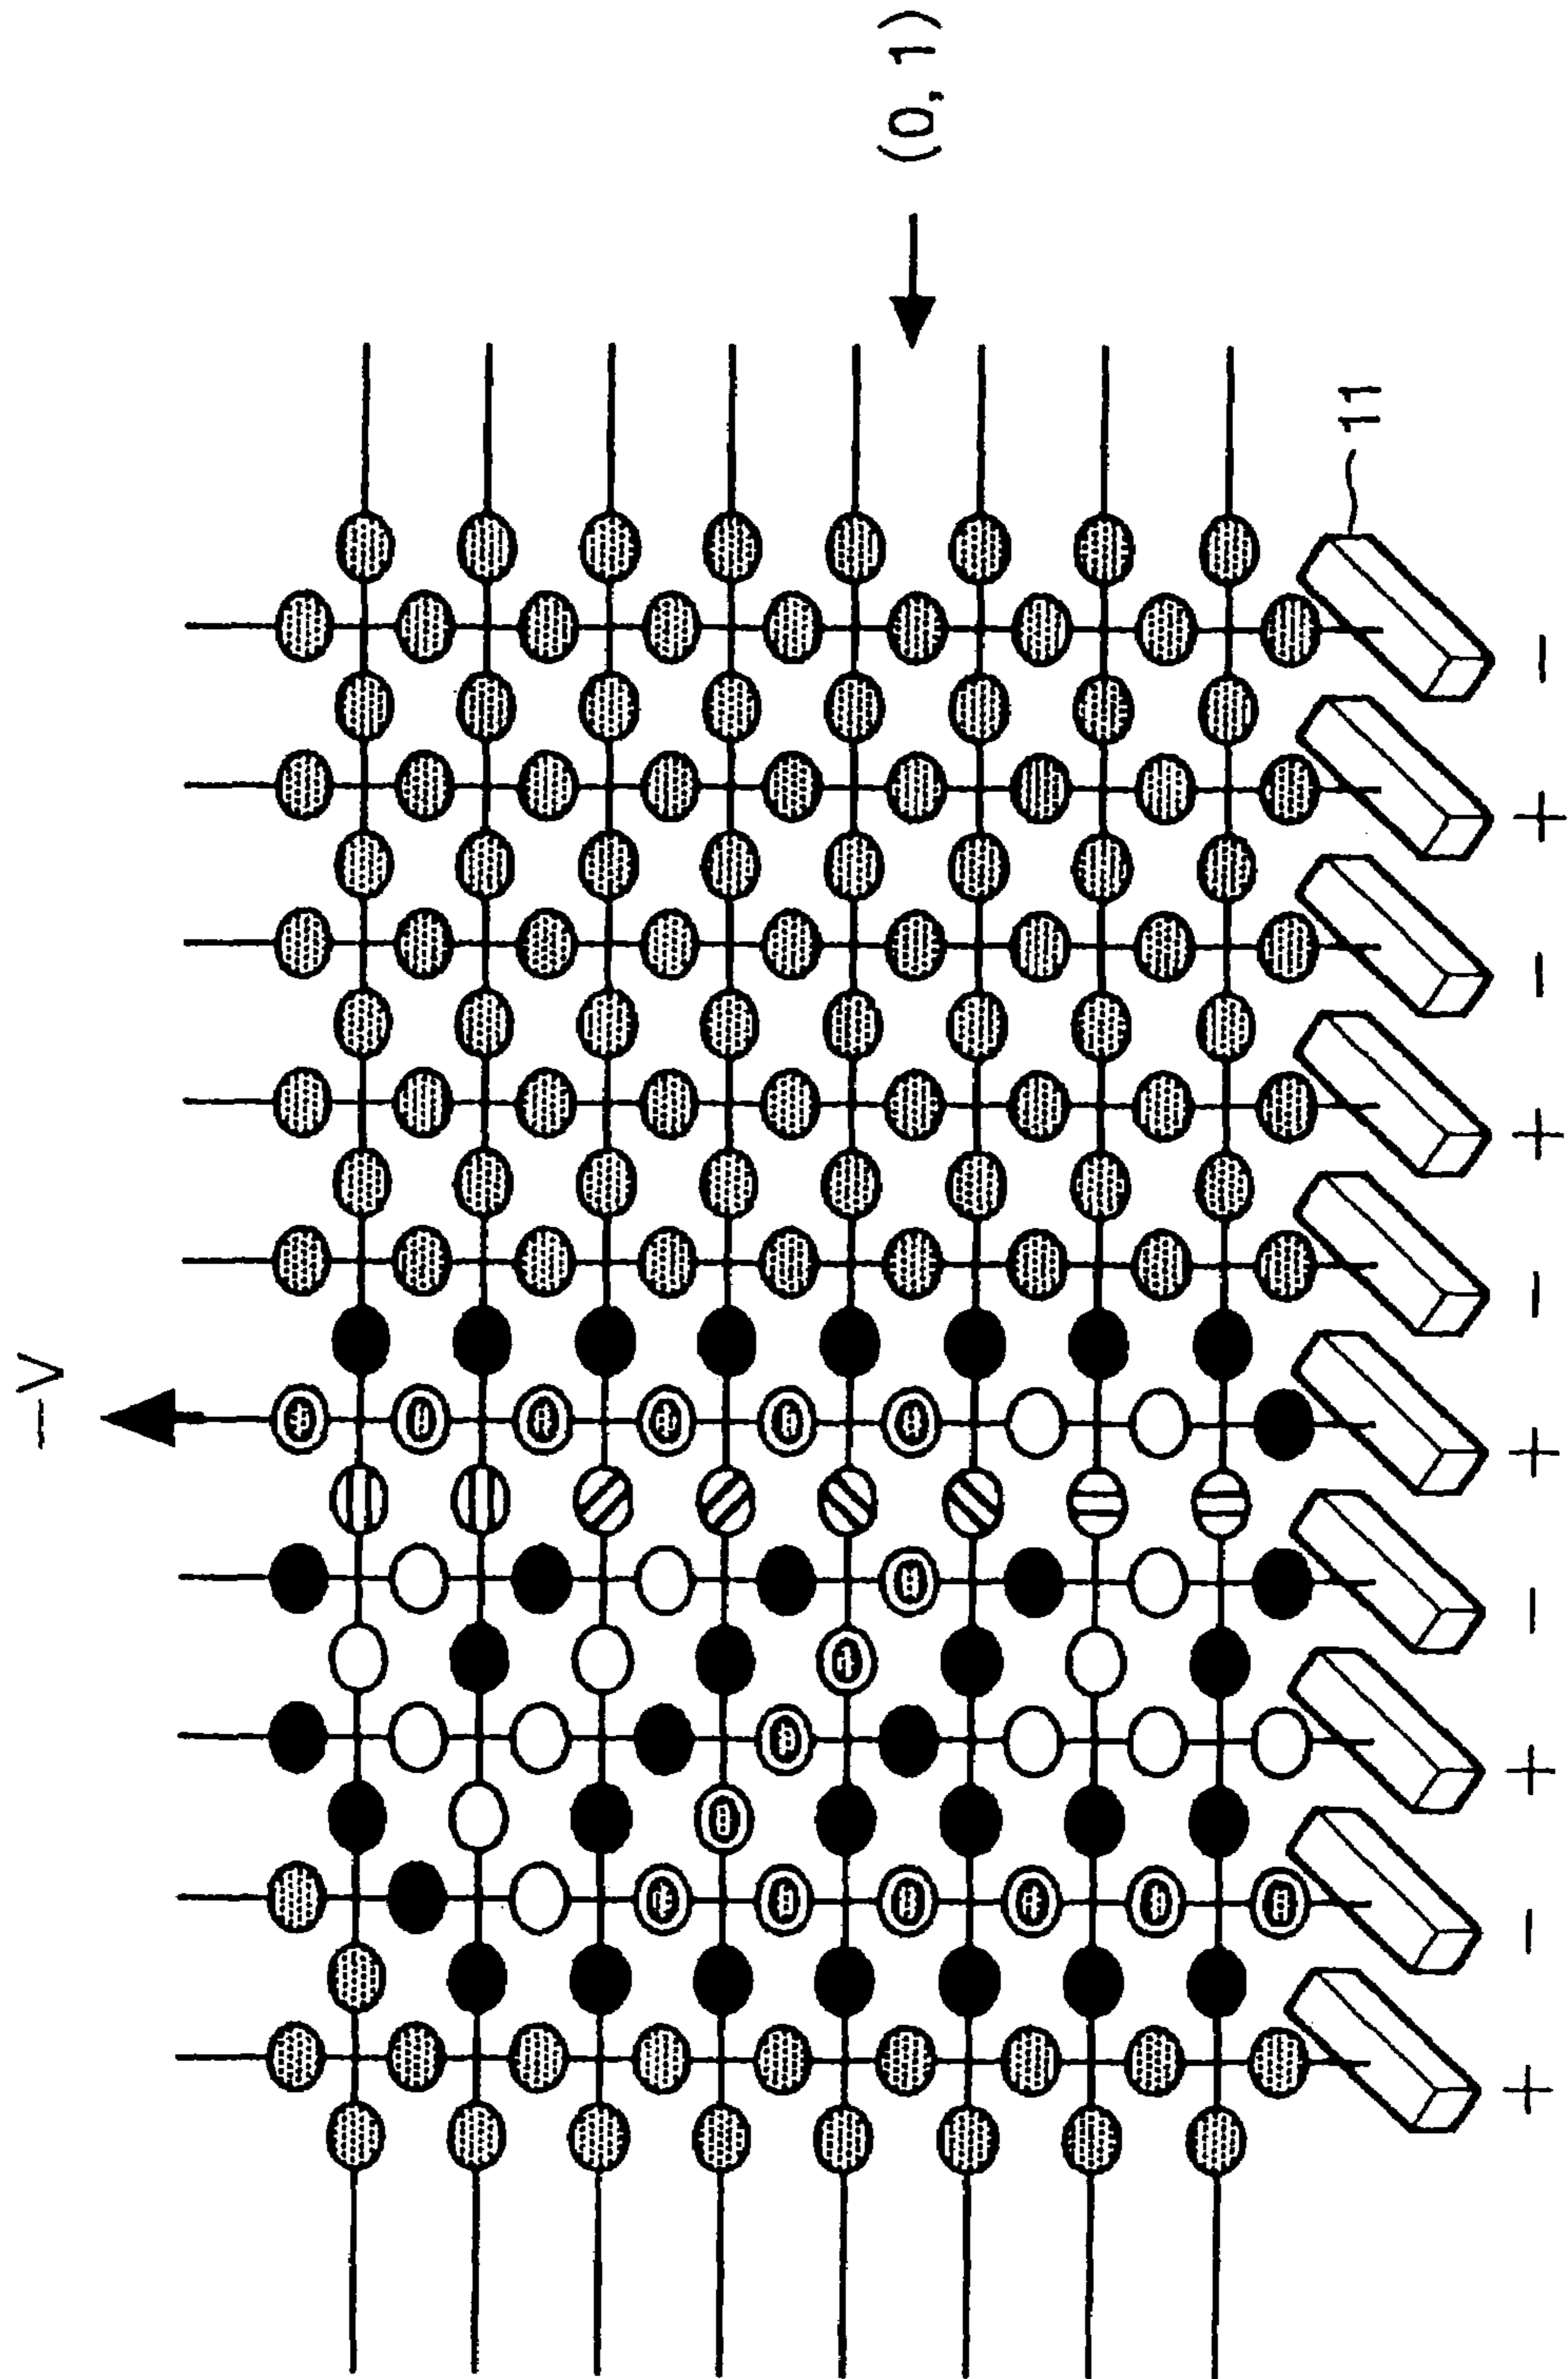 −V
(0, 1)
11
+ − + − + − + − + −